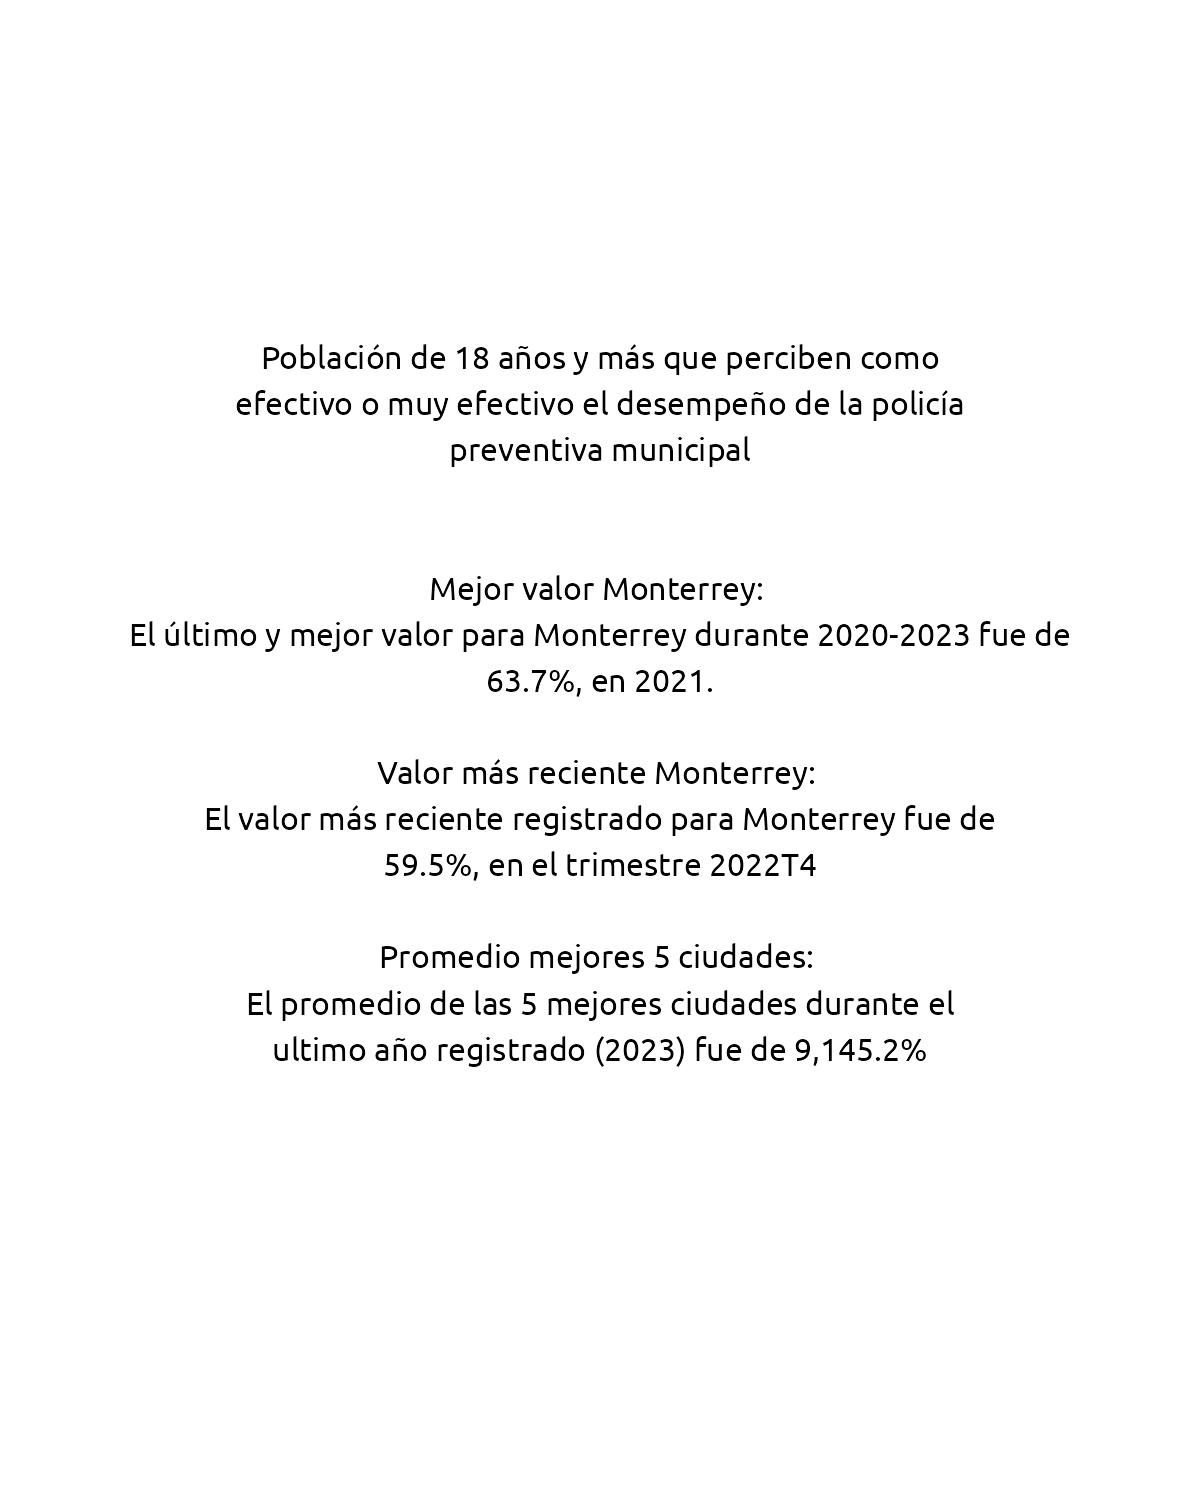 Población de 18 años y más que perciben como
efectivo o muy efectivo el desempeño de la policía
preventiva municipal
Mejor valor Monterrey:
El último y mejor valor para Monterrey durante 2020-2023 fue de
63.7%, en 2021.
Valor más reciente Monterrey:
El valor más reciente registrado para Monterrey fue de
59.5%, en el trimestre 2022T4
Promedio mejores 5 ciudades:
El promedio de las 5 mejores ciudades durante el
ultimo año registrado (2023) fue de 9,145.2%